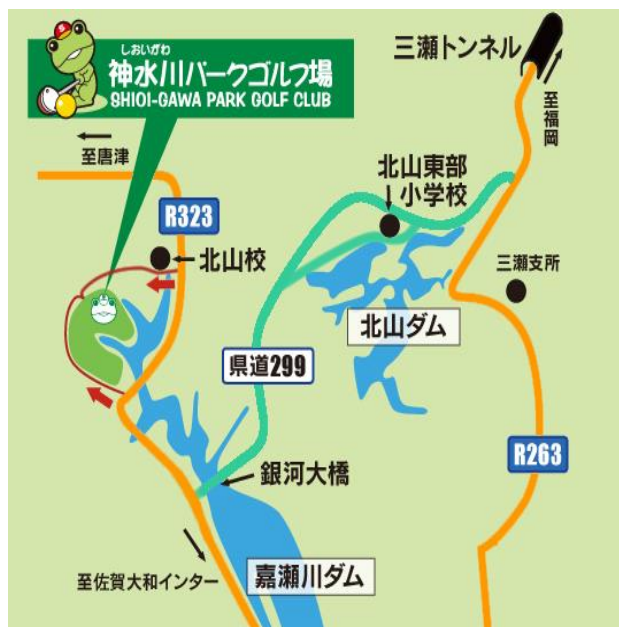 しおいがわ
神水川パークゴルフ場
SHIOI-GAWA PARK GOLF CLUB
三瀬トンネル
至福岡
至唐津
北山東部
小学校
R323
北山校
三瀬支所
北山ダム
県道299
R263
銀河大橋
嘉瀬川ダム
至佐賀大和インター